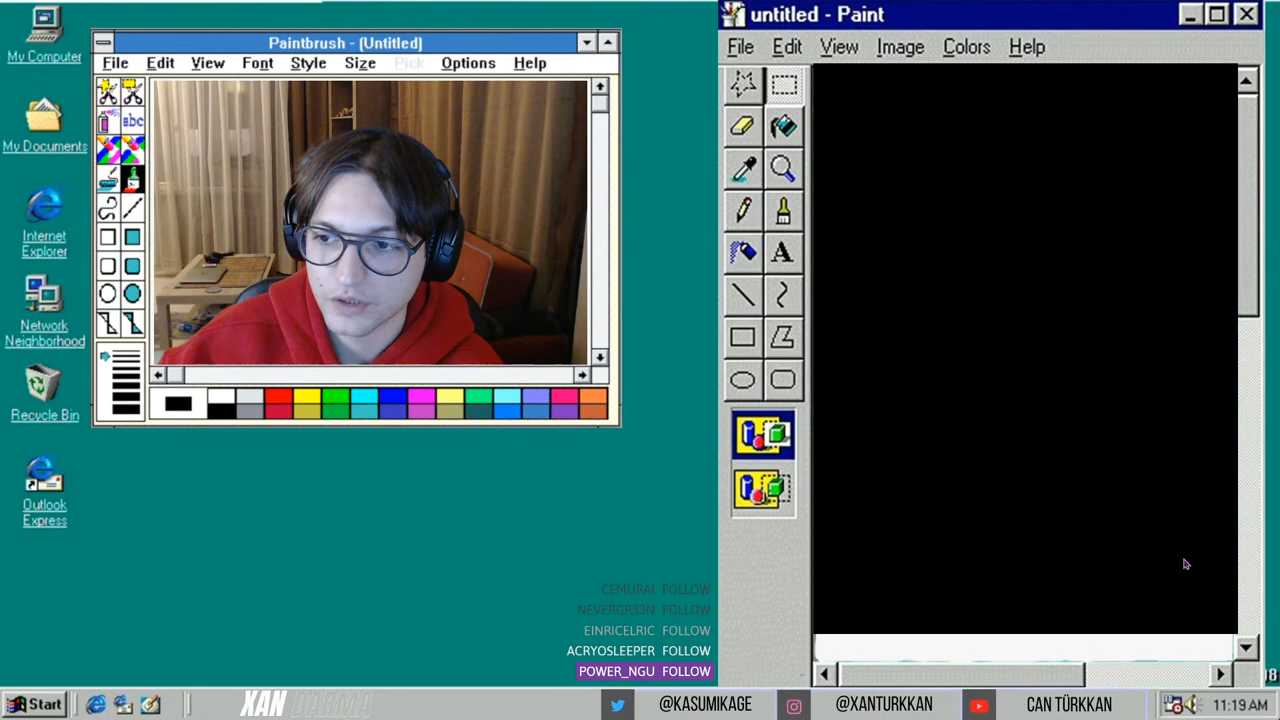 My Computer
My Documents
Internet
Explorer
Network
Neighborhood
Recycle Bin
Outlook
Express
Paintbrush - (Untitled)
File Edit View Font Style Size Pick Options Help
abc
untitled - Paint
File Edit View Image Colors Help
A
CEMURAI FOLLOW
NEVERGR33N FOLLOW
EINRICELRIC FOLLOW
ACRYOSLEEPER FOLLOW
POWER_NGU FOLLOW
Start
XAN DARMA
@KASUMIKAGE
@XANTURKKAN
CAN TÜRKKAN
11:19 AM